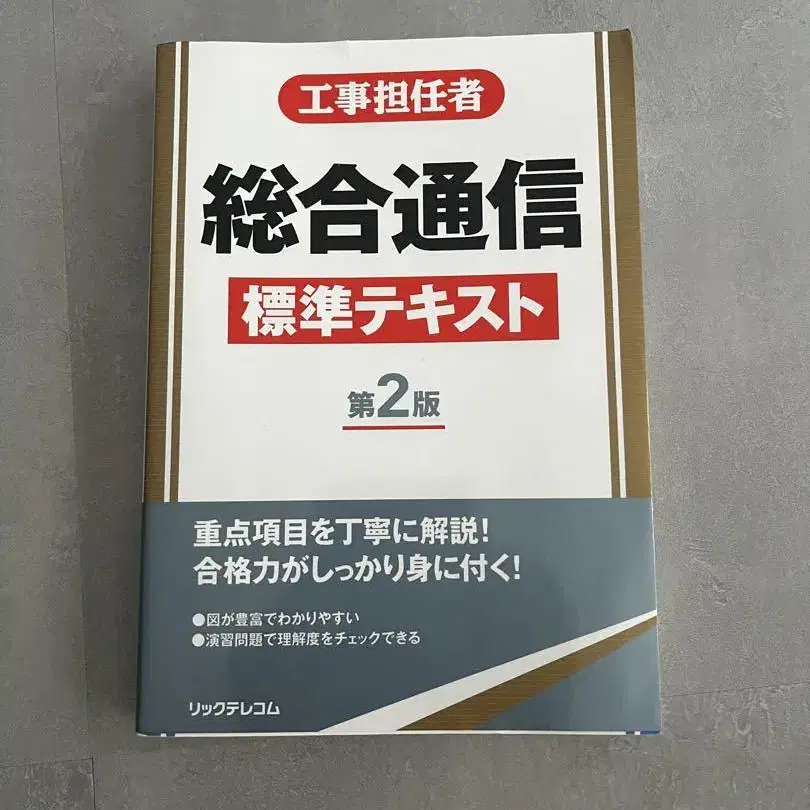 工事担任者
総合通信
標準テキスト
第2版
重点項目を丁寧に解説!
合格力がしっかり身に付く!
●図が豊富でわかりやすい
●演習問題で理解度をチェックできる
リックテレコム